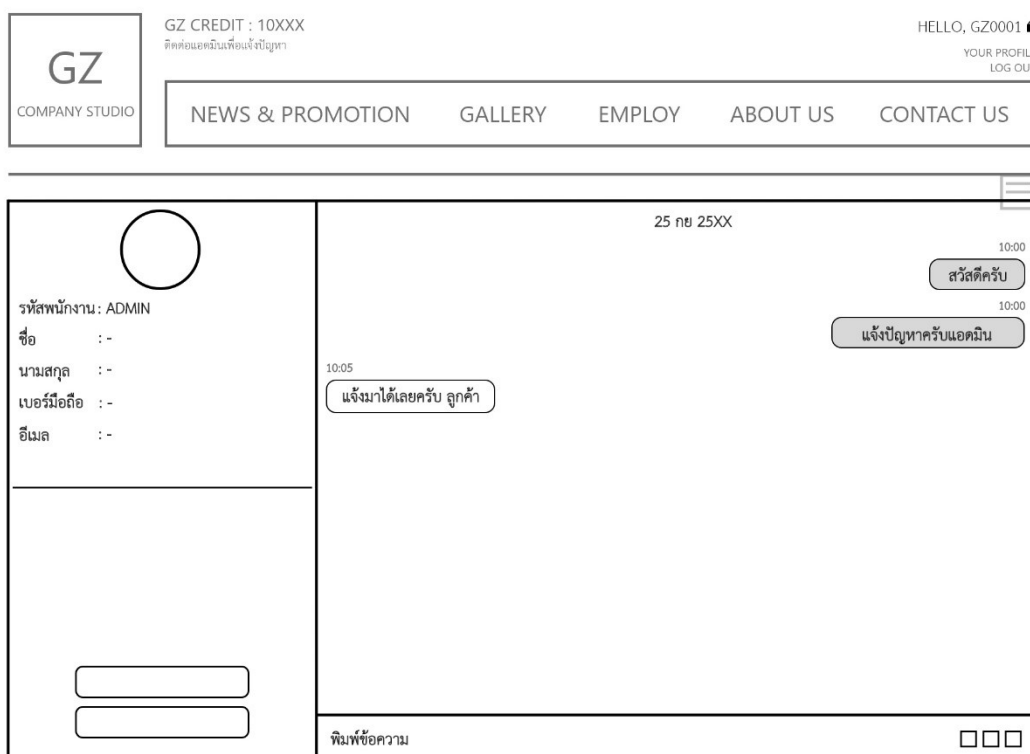 GZ
COMPANY STUDIO
GZ CREDIT : 10XXX
ติดต่อแอดมินเพื่อแจ้งปัญหา
HELLO, GZ0001
YOUR PROFIL
LOG OU
NEWS & PROMOTION GALLERY EMPLOY ABOUT US CONTACT US
รหัสพนักงาน : ADMIN
ชื่อ : -
นามสกุล : -
เบอร์มือถือ : -
อีเมล : -
25 กย 25XX
10:00
สวัสดีครับ
10:00
แจ้งปัญหาครับแอดมิน
10:05
แจ้งมาได้เลยครับ ลูกค้า
พิมพ์ข้อความ